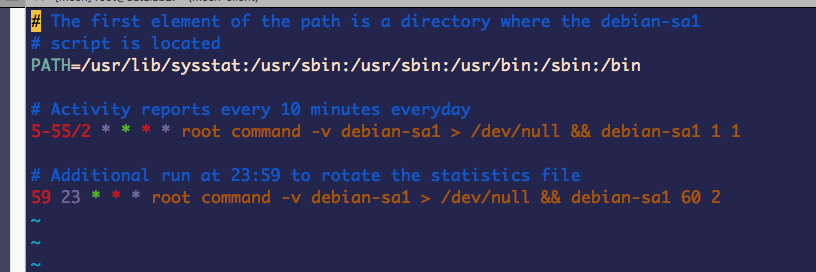 # The first element of the path is a directory where the debian-sa1
# script is located
PATH=/usr/lib/sysstat:/usr/sbin:/usr/sbin:/usr/bin:/sbin:/bin
# Activity reports every 10 minutes everyday
5-55/2 * * * * root command -v debian-sa1 > /dev/null && debian-sa1 1 1
# Additional run at 23:59 to rotate the statistics file
59 23 * * * root command -v debian-sa1 > /dev/null && debian-sa1 60 2
~
~
~